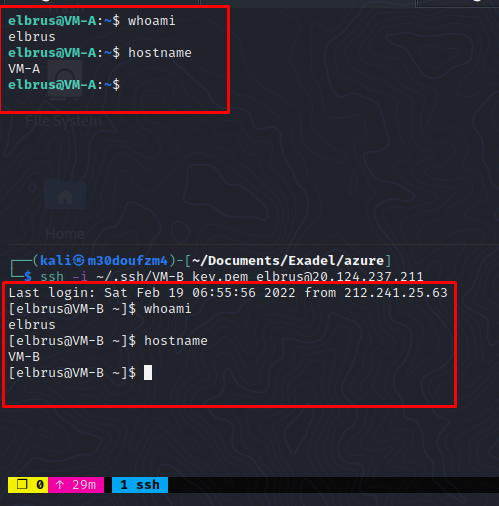 elbrus@VM-A:~$ whoami
elbrus
elbrus@VM-A:~$ hostname
VM-A
elbrus@VM-A:~$
File System
Home
┌──(kali㉿m30doufzm4)-[~/Documents/Exadel/azure]
└─$ ssh -i ~/.ssh/VM-B_key.pem elbrus@20.124.237.211
Last login: Sat Feb 19 06:55:56 2022 from 212.241.25.63
[elbrus@VM-B ~]$ whoami
elbrus
[elbrus@VM-B ~]$ hostname
VM-B
[elbrus@VM-B ~]$
❐ 0 ↑ 29m 1 ssh